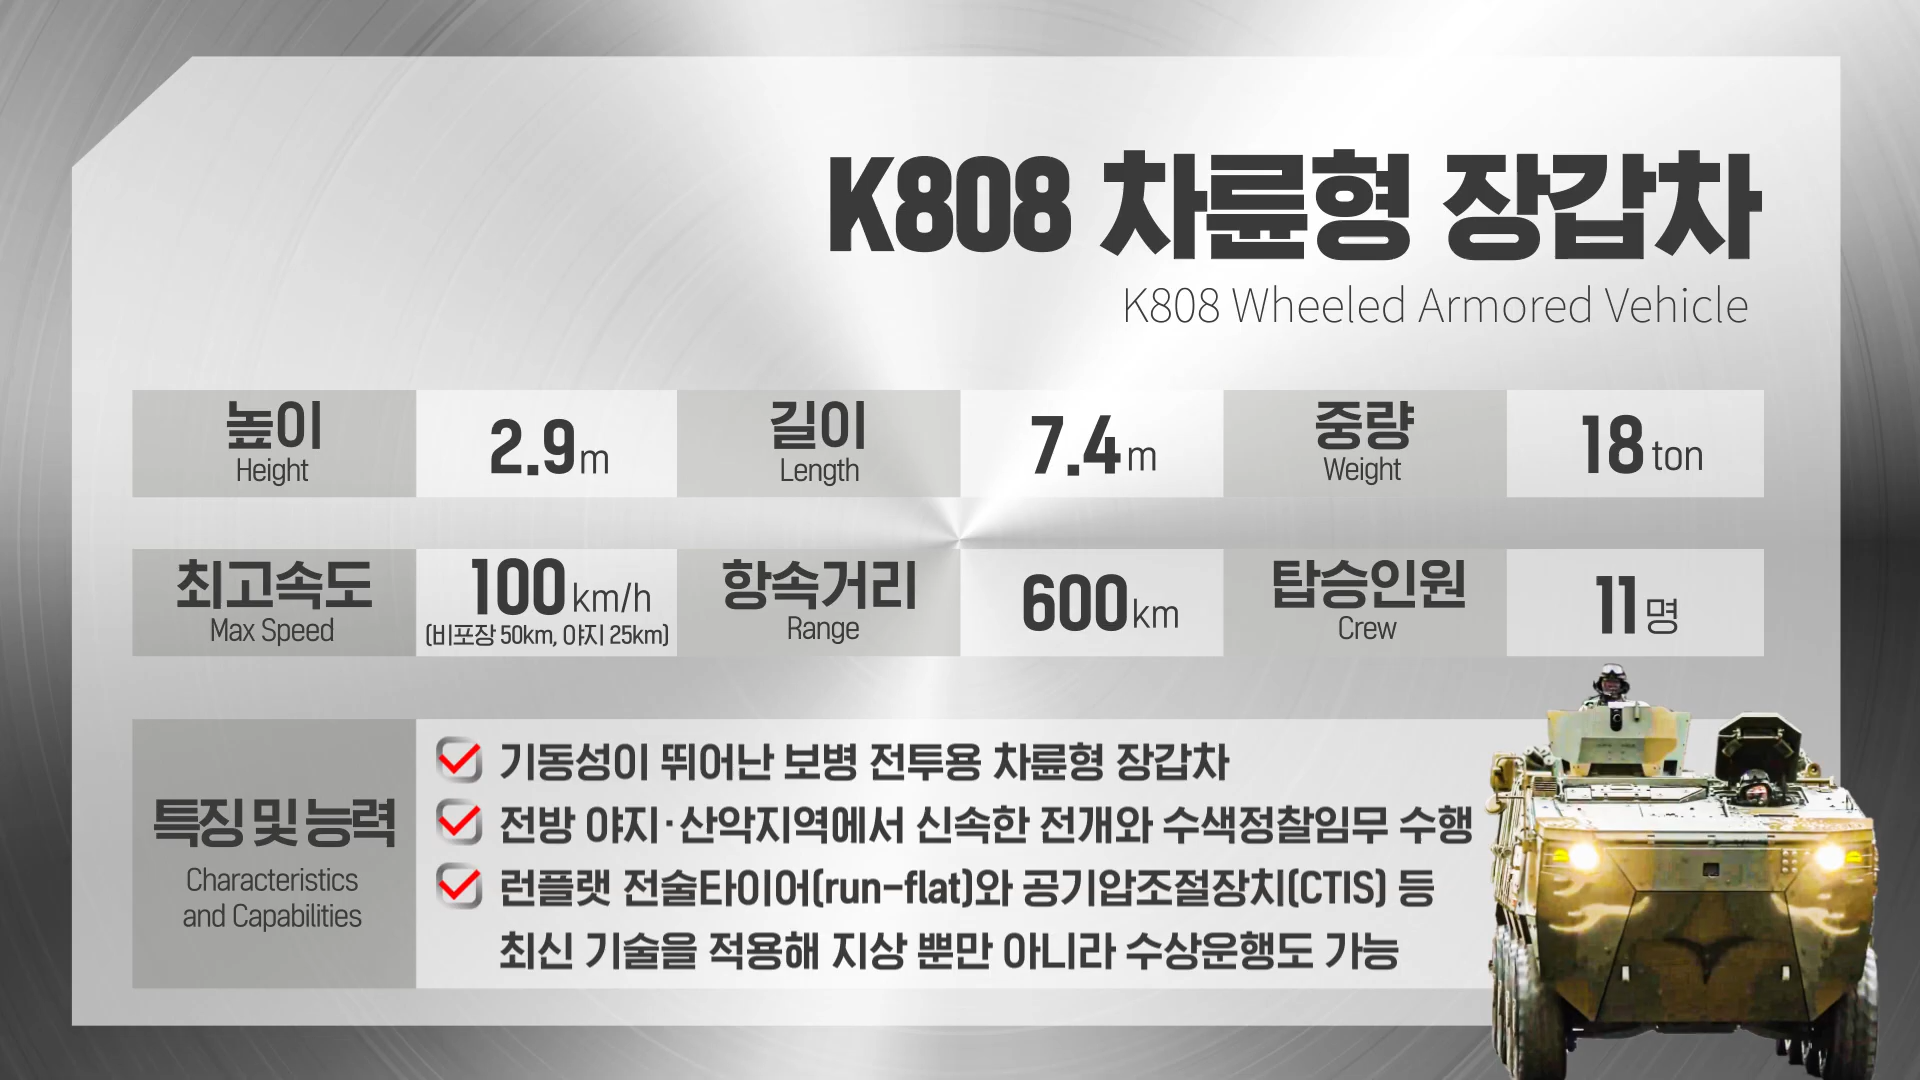 K808 차륜형 장갑차
K808 Wheeled Armored Vehicle
높이
Height
2.9m
길이
Length
7.4m
중량
Weight
18ton
최고속도
Max Speed
100km/h
(비포장 50km, 야지 25km)
항속거리
Range
600km
탑승인원
Crew
11명
특징 및 능력
Characteristics
and Capabilities
기동성이 뛰어난 보병 전투용 차륜형 장갑차
전방 야지·산악지역에서 신속한 전개와 수색정찰임무 수행
런플랫 전술타이어(run-flat)와 공기압조절장치(CTIS) 등
최신 기술을 적용해 지상 뿐만 아니라 수상운행도 가능